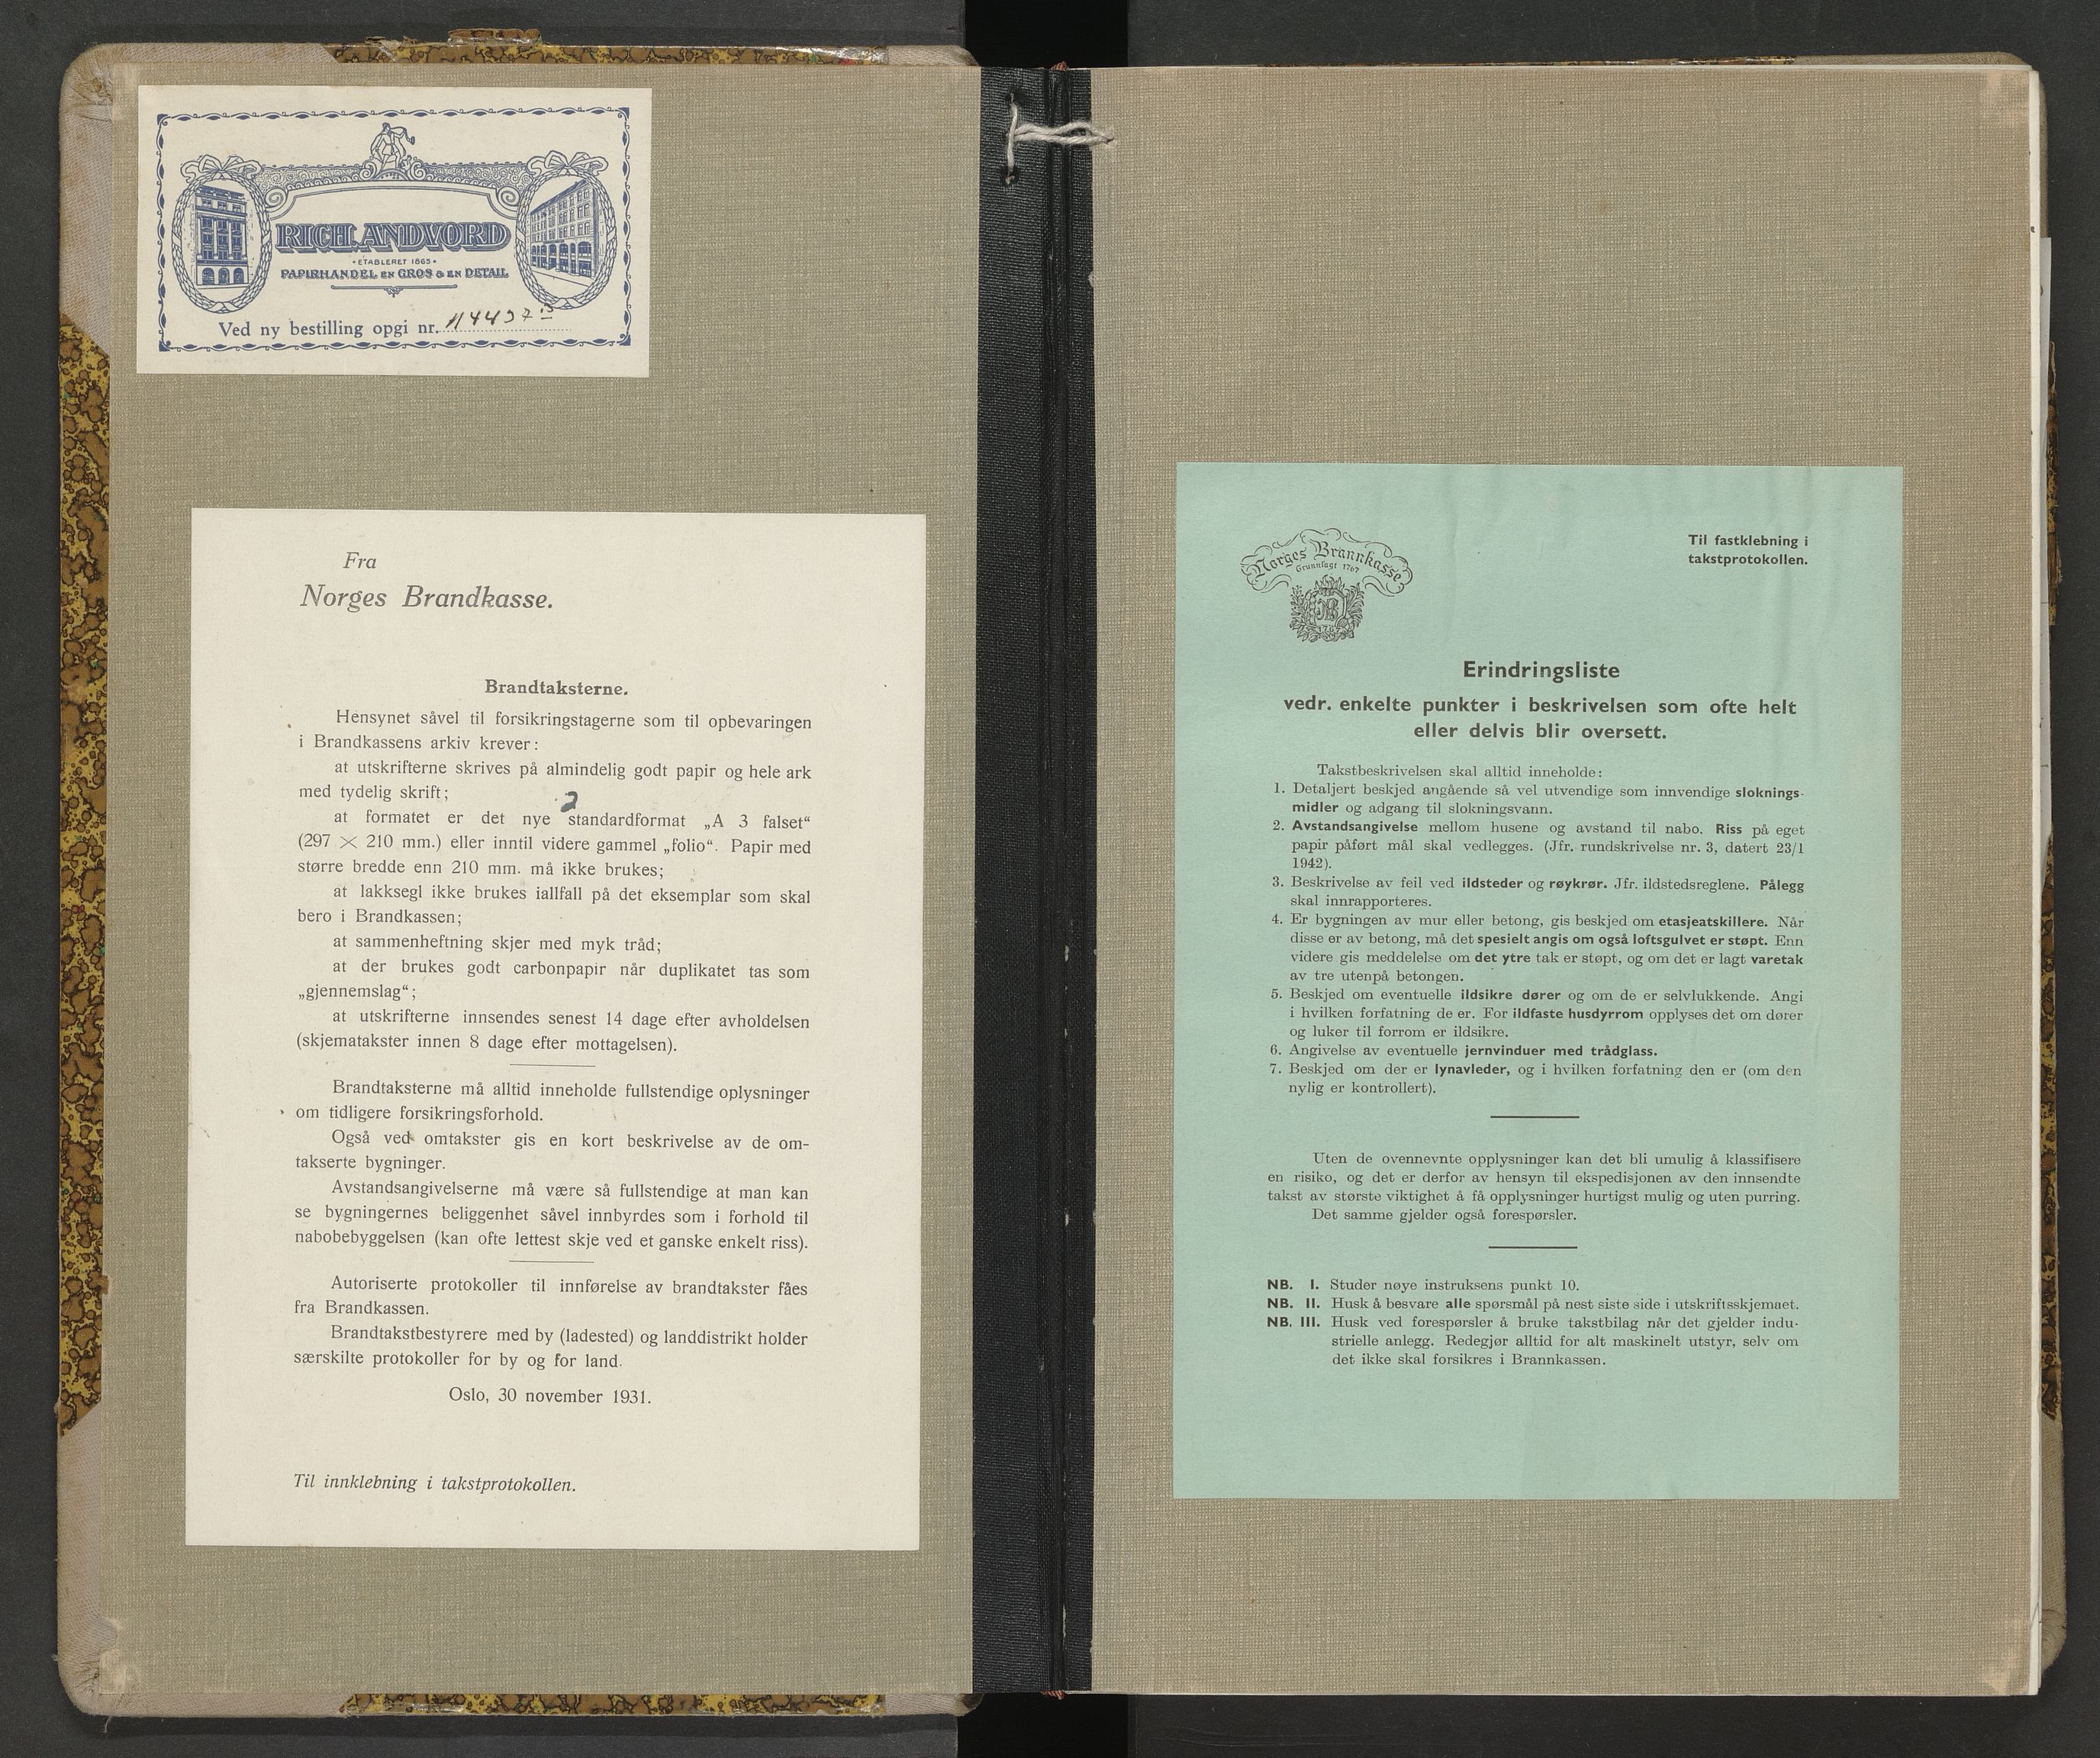 RICH. ANDVORD
• ETABLERET 1865 •
PAPIRHANDEL EN GROS & EN DETAIL
Ved ny bestilling opgi nr.
Fra
Norges Brandkasse.
Brandtaksterne.
Hensynet såvel til forsikringstagerne som til opbevaringen
i Brandkassens arkiv krever:
at utskrifterne skrives på almindelig godt papir og hele ark
med tydelig skrift;
2
at formatet er det nye standardformat „A 3 falset“
(297 × 210 mm.) eller inntil videre gammel „folio“. Papir med
større bredde enn 210 mm. må ikke brukes;
at lakksegl ikke brukes iallfall på det eksemplar som skal
bero i Brandkassen;
at sammenheftning skjer med myk tråd;
at der brukes godt carbonpapir når duplikatet tas som
„gjennemslag“;
at utskrifterne innsendes senest 14 dage efter avholdelsen
(skjematakster innen 8 dage efter mottagelsen).
Brandtaksterne må alltid inneholde fullstendige oplysninger
om tidligere forsikringsforhold.
Også ved omtakster gis en kort beskrivelse av de om-
takserte bygninger.
Avstandsangivelserne må være så fullstendige at man kan
se bygningernes beliggenhet såvel innbyrdes som i forhold til
nabobebyggelsen (kan ofte lettest skje ved et ganske enkelt riss).
Autoriserte protokoller til innførelse av brandtakster fåes
fra Brandkassen.
Brandtakstbestyrere med by (ladested) og landdistrikt holder
særskilte protokoller for by og for land.
Oslo, 30 november 1931.
Til innklebning i takstprotokollen.
Norges Brannkasse
Grunnlagt 1767
NB
1767
Til fastklebning i
takstprotokollen.
Erindringsliste
vedr. enkelte punkter i beskrivelsen som ofte helt
eller delvis blir oversett.
Takstbeskrivelsen skal alltid inneholde:
1. Detaljert beskjed angående så vel utvendige som innvendige sloknings-
midler og adgang til slokningsvann.
2. Avstandsangivelse mellom husene og avstand til nabo. Riss på eget
papir påført mål skal vedlegges. (Jfr. rundskrivelse nr. 3, datert 23/1
1942).
3. Beskrivelse av feil ved ildsteder og røykrør. Jfr. ildstedsreglene. Pålegg
skal innrapporteres.
4. Er bygningen av mur eller betong, gis beskjed om etasjeatskillere. Når
disse er av betong, må det spesielt angis om også loftsgulvet er støpt. Enn
videre gis meddelelse om det ytre tak er støpt, og om det er lagt varetak
av tre utenpå betongen.
5. Beskjed om eventuelle ildsikre dører og om de er selvlukkende. Angi
i hvilken forfatning de er. For ildfaste husdyrrom opplyses det om dører
og luker til forrom er ildsikre.
6. Angivelse av eventuelle jernvinduer med trådglass.
7. Beskjed om der er lynavleder, og i hvilken forfatning den er (om den
nylig er kontrollert).
Uten de ovennevnte opplysninger kan det bli umulig å klassifisere
en risiko, og det er derfor av hensyn til ekspedisjonen av den innsendte
takst av største viktighet å få opplysninger hurtigst mulig og uten purring.
Det samme gjelder også forespørsler.
NB. I. Studer nøye instruksens punkt 10.
NB. II. Husk å besvare alle spørsmål på nest siste side i utskriftsskjemaet.
NB. III. Husk ved forespørsler å bruke takstbilag når det gjelder indu-
strielle anlegg. Redegjør alltid for alt maskinelt utstyr, selv om
det ikke skal forsikres i Brannkassen.